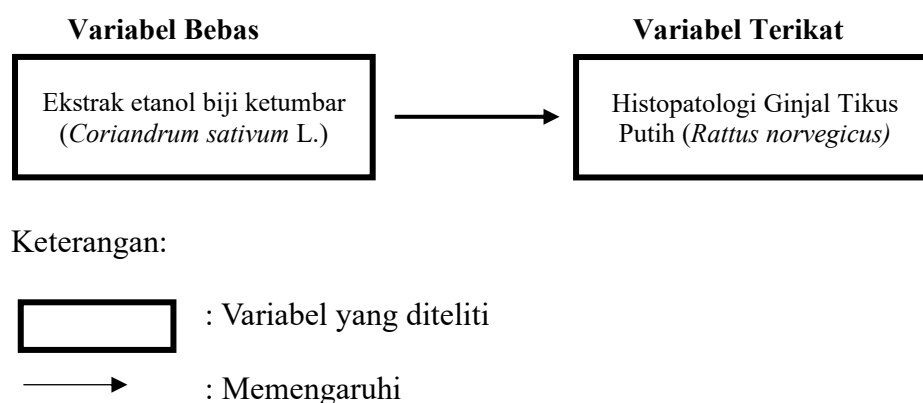 Variabel Bebas
Variabel Terikat
Ekstrak etanol biji ketumbar
(Coriandrum sativum L.)
Histopatologi Ginjal Tikus
Putih (Rattus norvegicus)
Keterangan:
: Variabel yang diteliti
: Memengaruhi